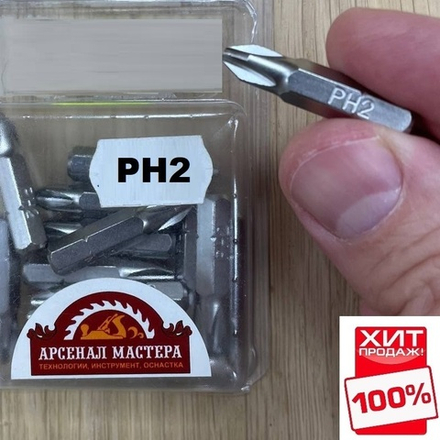 PH2
PH2
АРСЕНАЛ МАСТЕРА
ТЕХНОЛОГИИ, ИНСТРУМЕНТ, ОСНАСТКА
ХИТ
ПРОДАЖ!
100%